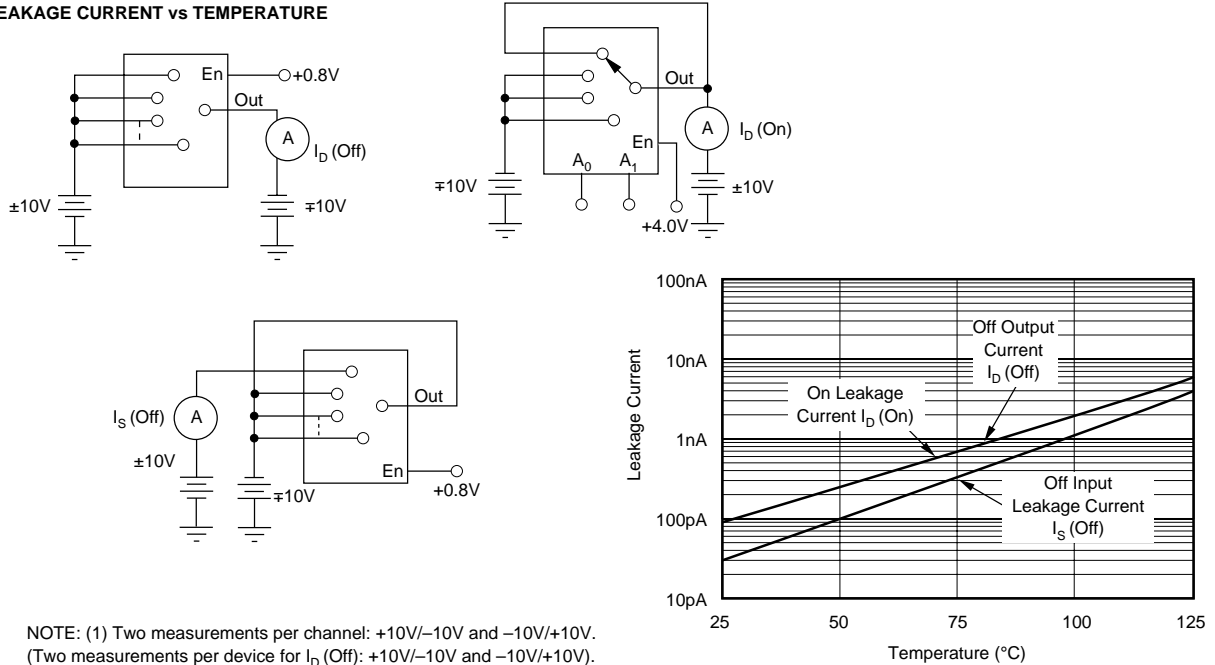 LEAKAGE CURRENT vs TEMPERATURE
En
+0.8V
Out
A
I_D (Off)
±10V
∓10V
Out
A
I_D (On)
En
A_0
A_1
∓10V
±10V
+4.0V
I_S (Off)
A
Out
±10V
En
∓10V
+0.8V
100nA
10nA
1nA
100pA
10pA
Leakage Current
Off Output
Current
I_D (Off)
On Leakage
Current I_D (On)
Off Input
Leakage Current
I_S (Off)
25
50
75
100
125
Temperature (°C)
NOTE: (1) Two measurements per channel: +10V/–10V and –10V/+10V.
(Two measurements per device for I_D (Off): +10V/–10V and –10V/+10V).